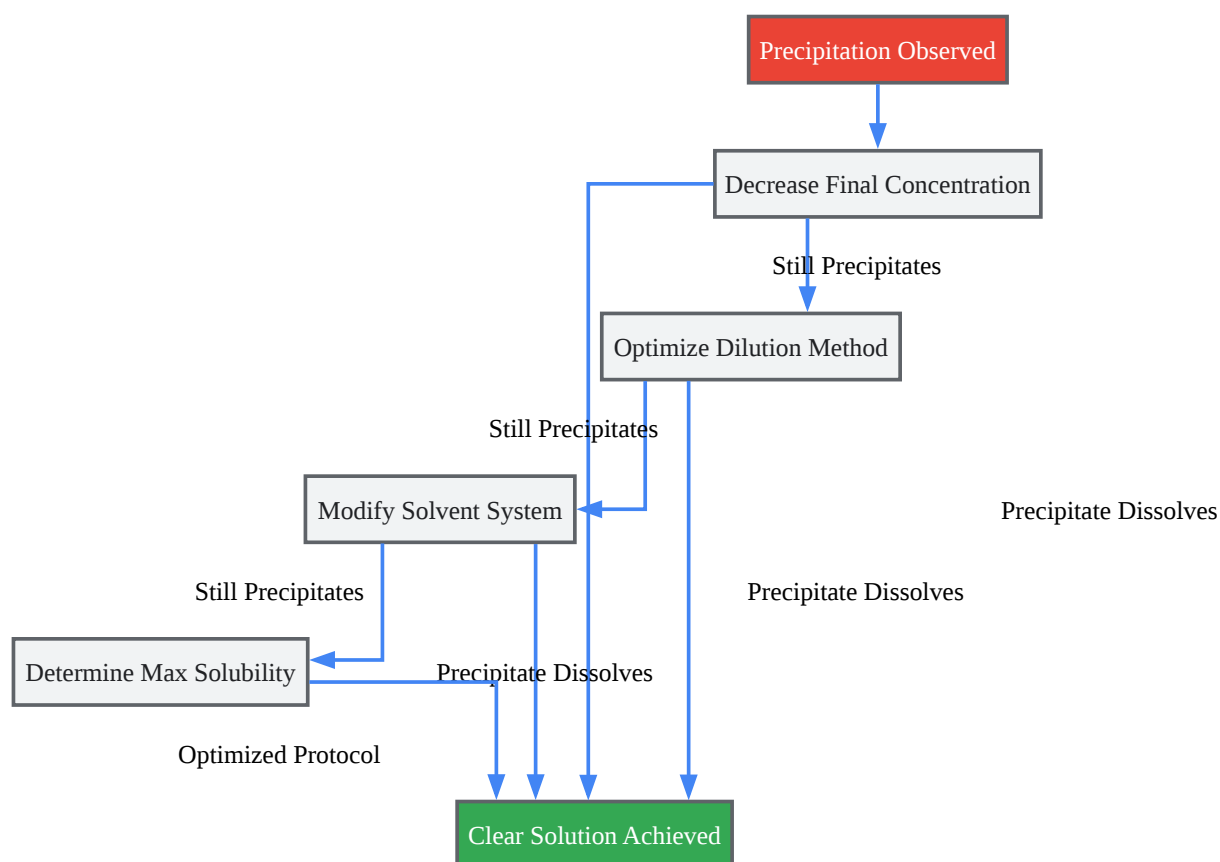 Precipitation Observed
Decrease Final Concentration
Still Precipitates
Optimize Dilution Method
Still Precipitates
Modify Solvent System
Precipitate Dissolves
Still Precipitates
Precipitate Dissolves
Determine Max Solubility
Precipitate Dissolves
Optimized Protocol
Clear Solution Achieved